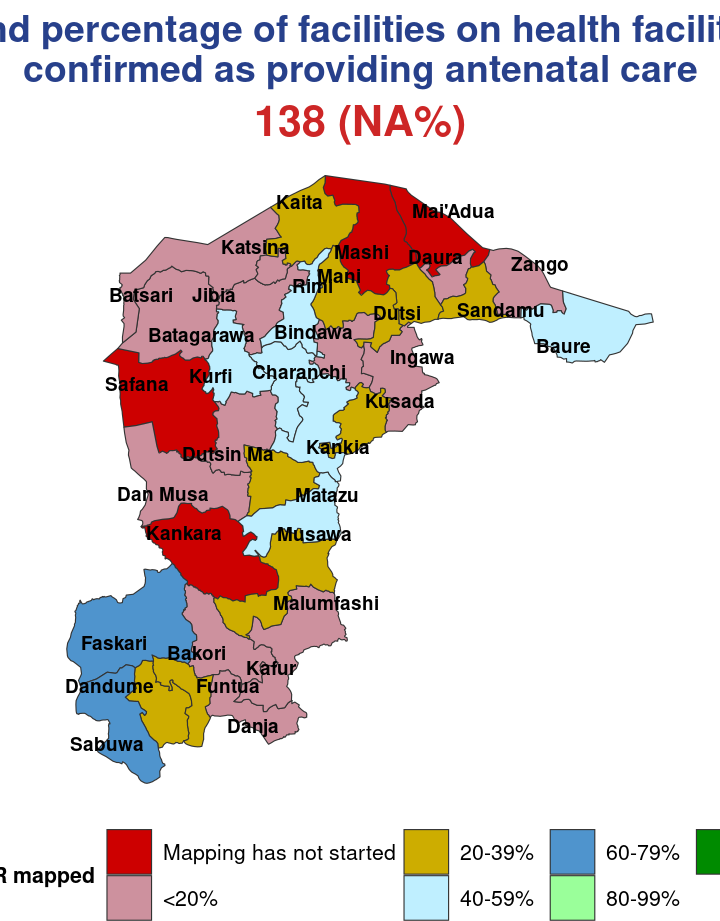 nd percentage of facilities on health facilit
confirmed as providing antenatal care
138 (NA%)
Kaita
Mai'Adua
Katsina
Mashi
Daura
Zango
Mani
Rimi
Batsari
Jibia
Dutsi
Sandamu
Batagarawa
Bindawa
Baure
Ingawa
Safana
Kurfi
Charanchi
Kusada
Kankia
Dutsin Ma
Dan Musa
Matazu
Kankara
Musawa
Malumfashi
Faskari
Bakori
Kafur
Dandume
Funtua
Danja
Sabuwa
R mapped
Mapping has not started
20-39%
60-79%
<20%
40-59%
80-99%